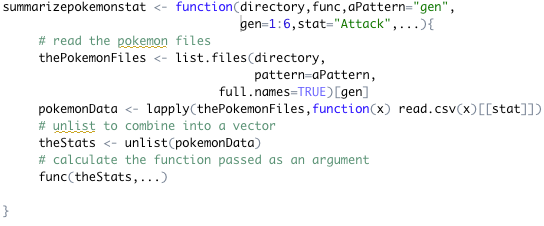 summarizepokemonstat <- function(directory,func,aPattern="gen",
gen=1:6,stat="Attack",...){
# read the pokemon files
thePokemonFiles <- list.files(directory,
pattern=aPattern,
full.names=TRUE)[gen]
pokemonData <- lapply(thePokemonFiles,function(x) read.csv(x)[[stat]])
# unlist to combine into a vector
theStats <- unlist(pokemonData)
# calculate the function passed as an argument
func(theStats,...)
}